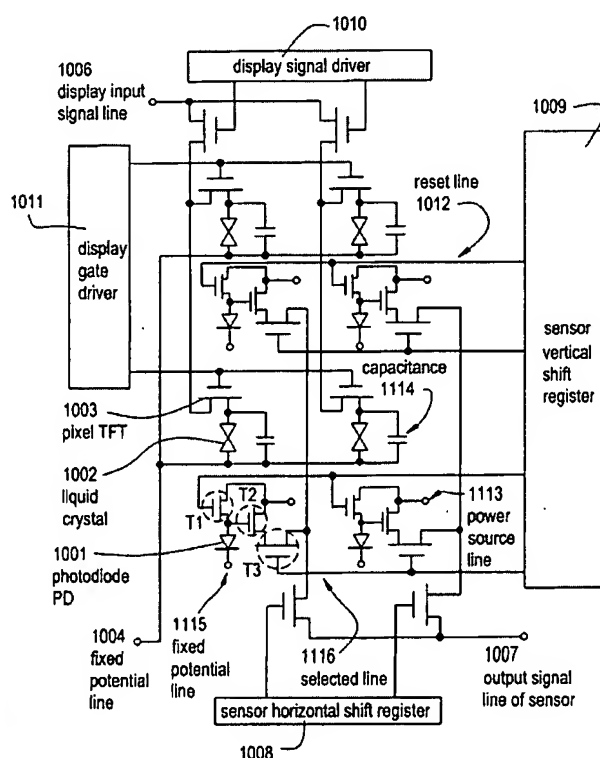 1010
display signal driver
1006
display input
signal line
1009
1011
display
gate
driver
reset line
1012
sensor
vertical
shift
register
capacitance
1114
1003
pixel TFT
1002
liquid
crystal
T1
T2
T3
1113
power
source
line
1001
photodiode
PD
1004
fixed
potential
line
1115
fixed
potential
line
1116
selected line
1007
output signal
line of sensor
sensor horizontal shift register
1008